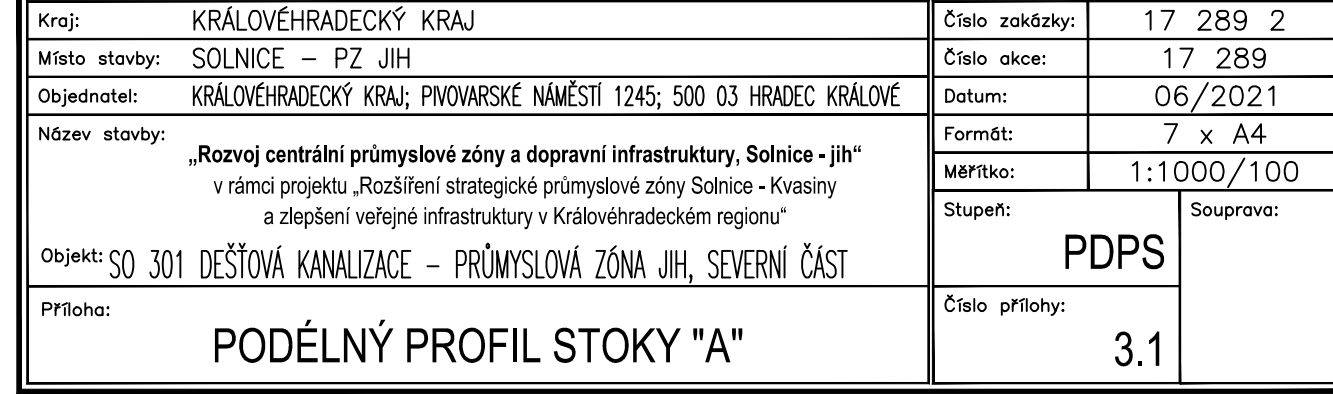 Kraj: KRÁLOVÉHRADECKÝ KRAJ
Místo stavby: SOLNICE – PZ JIH
Objednatel: KRÁLOVÉHRADECKÝ KRAJ; PIVOVARSKÉ NÁMĚSTÍ 1245; 500 03 HRADEC KRÁLOVÉ
Název stavby:
„Rozvoj centrální průmyslové zóny a dopravní infrastruktury, Solnice - jih“
v rámci projektu „Rozšíření strategické průmyslové zóny Solnice - Kvasiny
a zlepšení veřejné infrastruktury v Královéhradeckém regionu“
Objekt: SO 301 DEŠŤOVÁ KANALIZACE – PRŮMYSLOVÁ ZÓNA JIH, SEVERNÍ ČÁST
Příloha:
PODÉLNÝ PROFIL STOKY "A"
Číslo zakázky: 17 289 2
Číslo akce: 17 289
Datum: 06/2021
Formát: 7 x A4
Měřítko: 1:1000/100
Stupeň:
PDPS
Souprava:
Číslo přílohy:
3.1